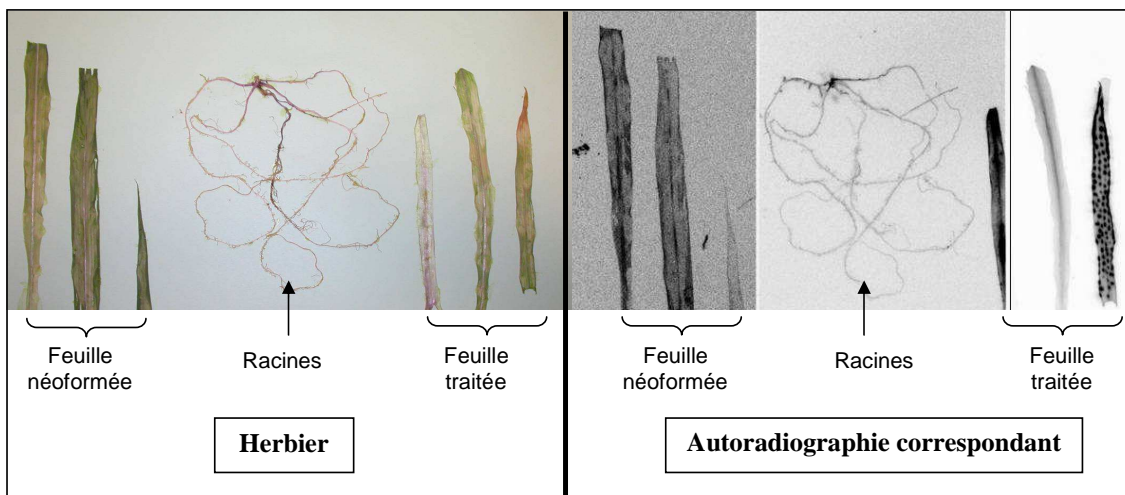 Feuille
néoformée
Racines
Feuille
traitée
Herbier
Feuille
néoformée
Racines
Feuille
traitée
Autoradiographie correspondant